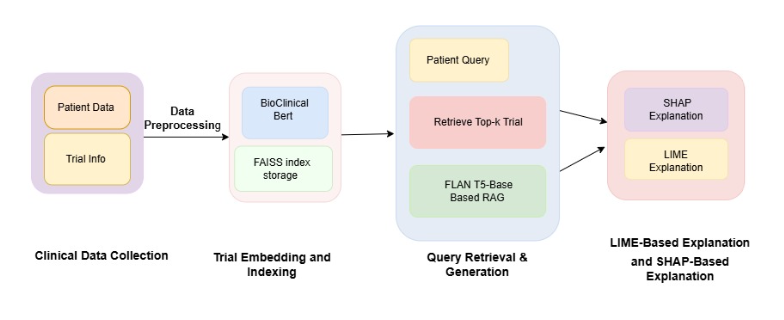 Patient Data
Trial Info
Clinical Data Collection
Data
Preprocessing
BioClinical
Bert
FAISS index
storage
Trial Embedding and
Indexing
Patient Query
Retrieve Top-k Trial
FLAN T5-Base
Based RAG
Query Retrieval &
Generation
SHAP
Explanation
LIME
Explanation
LIME-Based Explanation
and SHAP-Based
Explanation